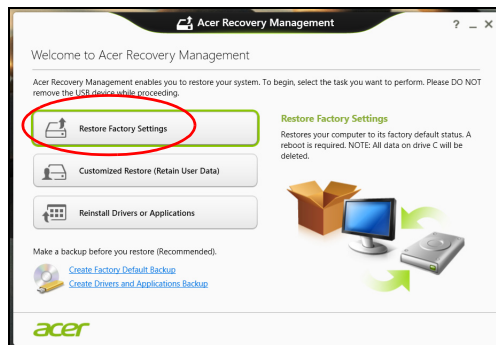 Acer Recovery Management
? _ X
Welcome to Acer Recovery Management
Acer Recovery Management enables you to restore your system. To begin, select the task you want to perform. Please DO NOT
remove the USB device while proceeding.
Restore Factory Settings
Customized Restore (Retain User Data)
Reinstall Drivers or Applications
Restore Factory Settings
Restores your computer to its factory default status. A
reboot is required. NOTE: All data on drive C will be
deleted.
Make a backup before you restore (Recommended).
Create Factory Default Backup
Create Drivers and Applications Backup
acer